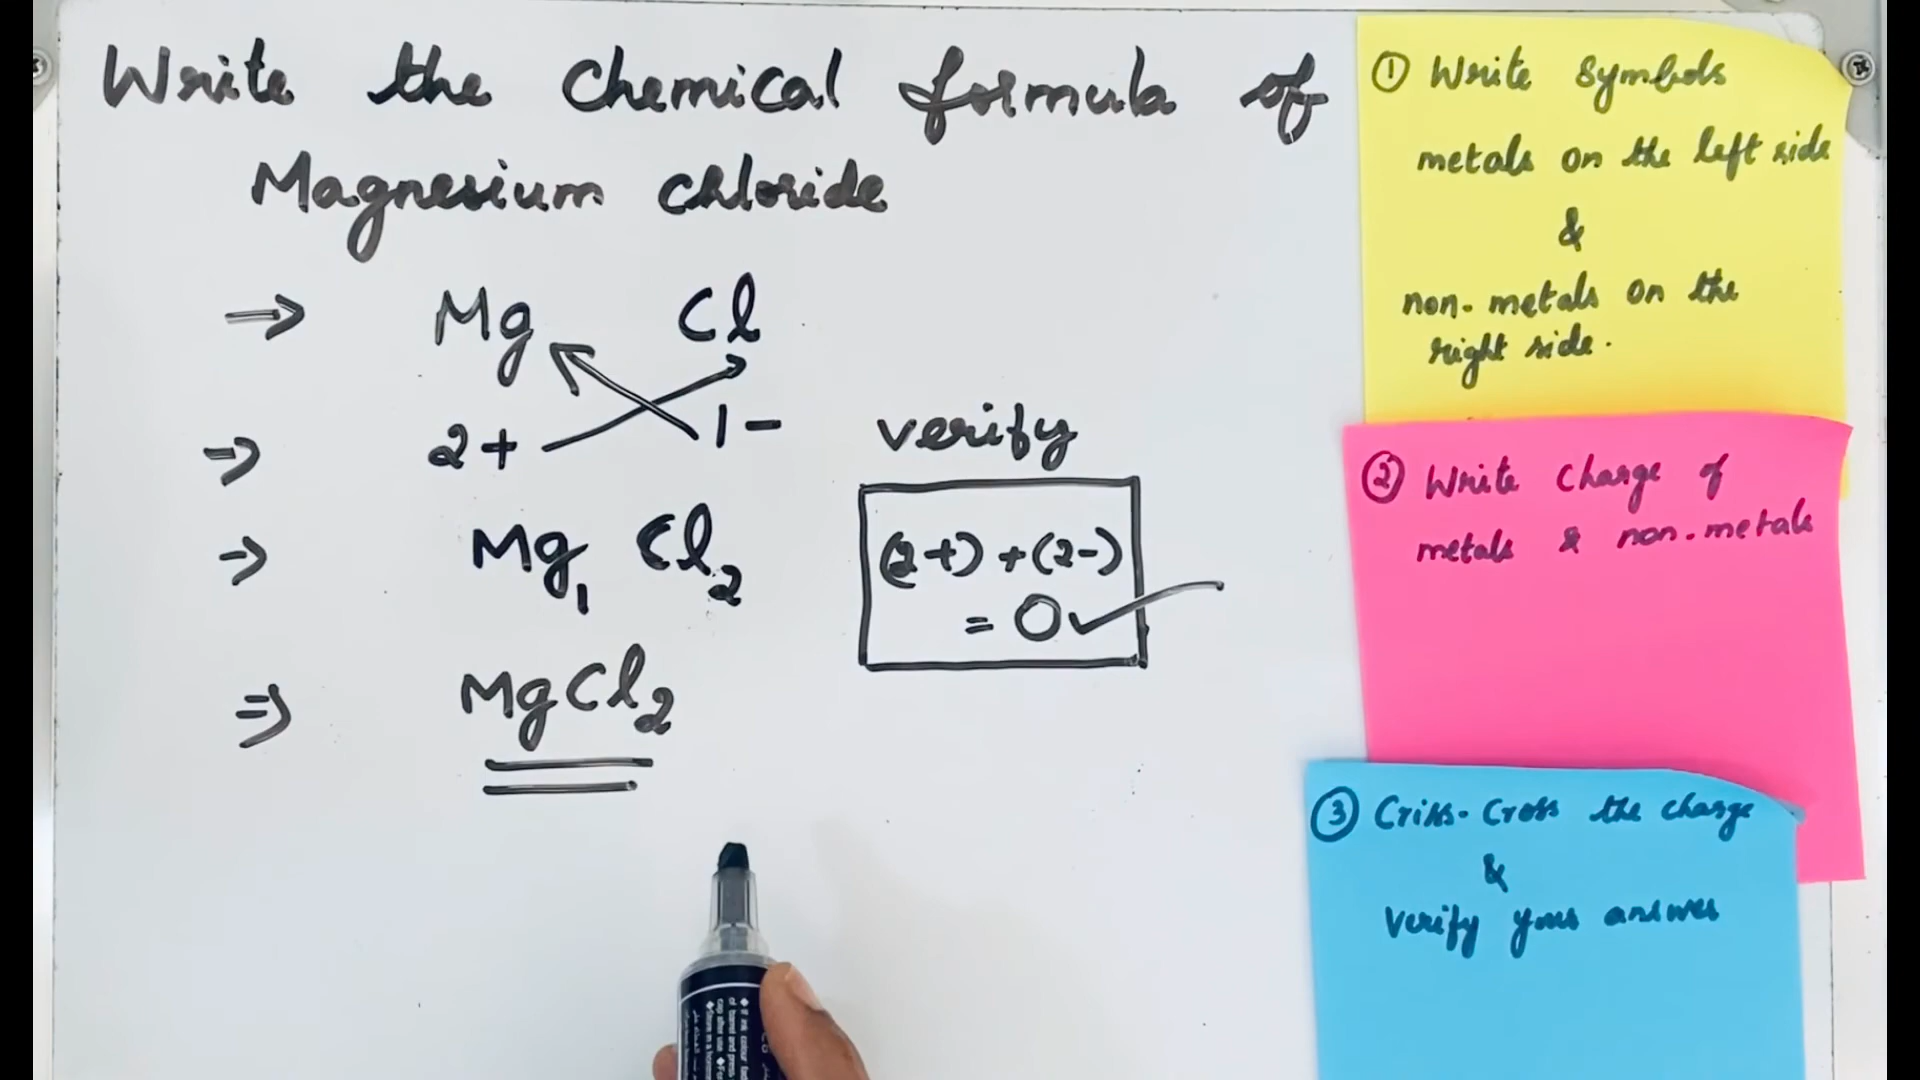 Write the Chemical formula of
Magnesium chloride
→ Mg Cl
→ 2+ 1-
→ Mg₁ Cl₂
⇒ MgCl₂
verify
(2+) + (2-)
= 0✓
① Write Symbols
metals on the left side
&
non-metals on the
right side.
② Write charge of
metals & non-metals
③ Criss-Cross the charge
&
Verify your answer